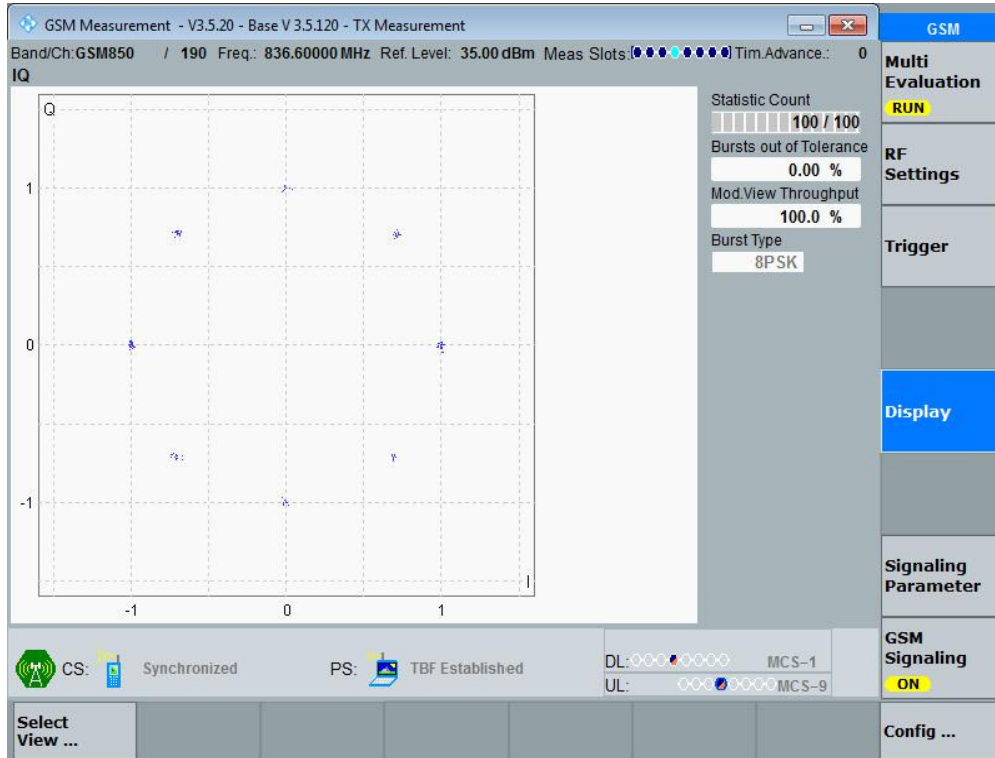 GSM Measurement - V3.5.20 - Base V 3.5.120 - TX Measurement
GSM
Band/Ch:GSM850 / 190 Freq.: 836.60000 MHz Ref. Level: 35.00 dBm Meas Slots: Tim.Advance.: 0
IQ
Multi
Evaluation
RUN
Q
Statistic Count
100 / 100
Bursts out of Tolerance
0.00 %
RF
Settings
1
Mod.View Throughput
100.0 %
Burst Type
8PSK
Trigger
0
Display
-1
I
-1 0 1
Signaling
Parameter
GSM
Signaling
ON
CS: Synchronized PS: TBF Established
DL: MCS-1
UL: MCS-9
Select
View ...
Config ...